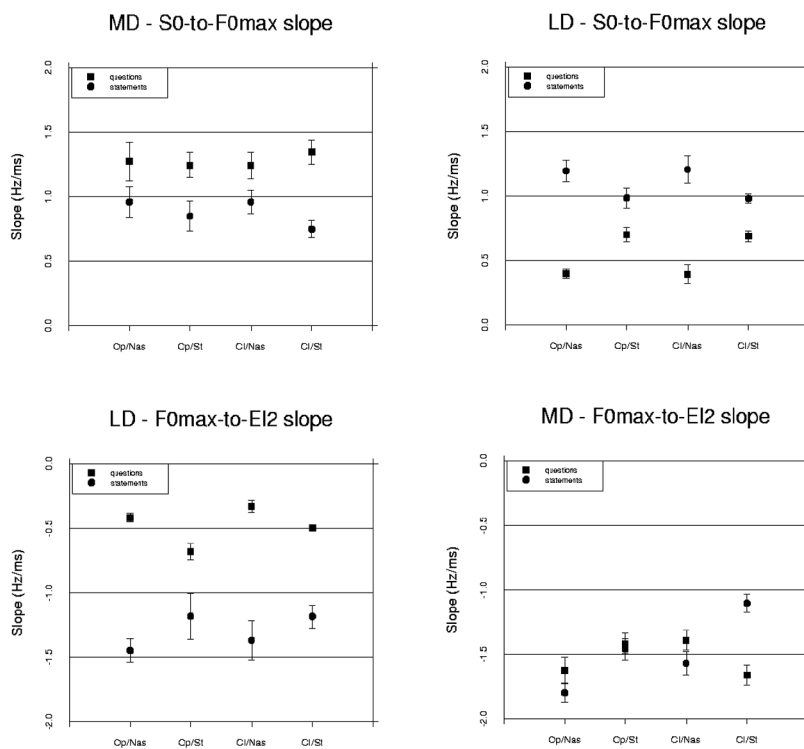 MD - S0-to-F0max slope
2.0
1.5
1.0
0.5
0.0
Slope (Hz/ms)
questions
statements
Op/Nas
Op/St
Cl/Nas
Cl/St
LD - S0-to-F0max slope
2.0
1.5
1.0
0.5
0.0
Slope (Hz/ms)
questions
statements
Op/Nas
Op/St
Cl/Nas
Cl/St
LD - F0max-to-El2 slope
0.0
-0.5
-1.0
-1.5
-2.0
Slope (Hz/ms)
questions
statements
Op/Nas
Op/St
Cl/Nas
Cl/St
MD - F0max-to-El2 slope
0.0
-0.5
-1.0
-1.5
-2.0
Slope (Hz/ms)
questions
statements
Op/Nas
Op/St
Cl/Nas
Cl/St